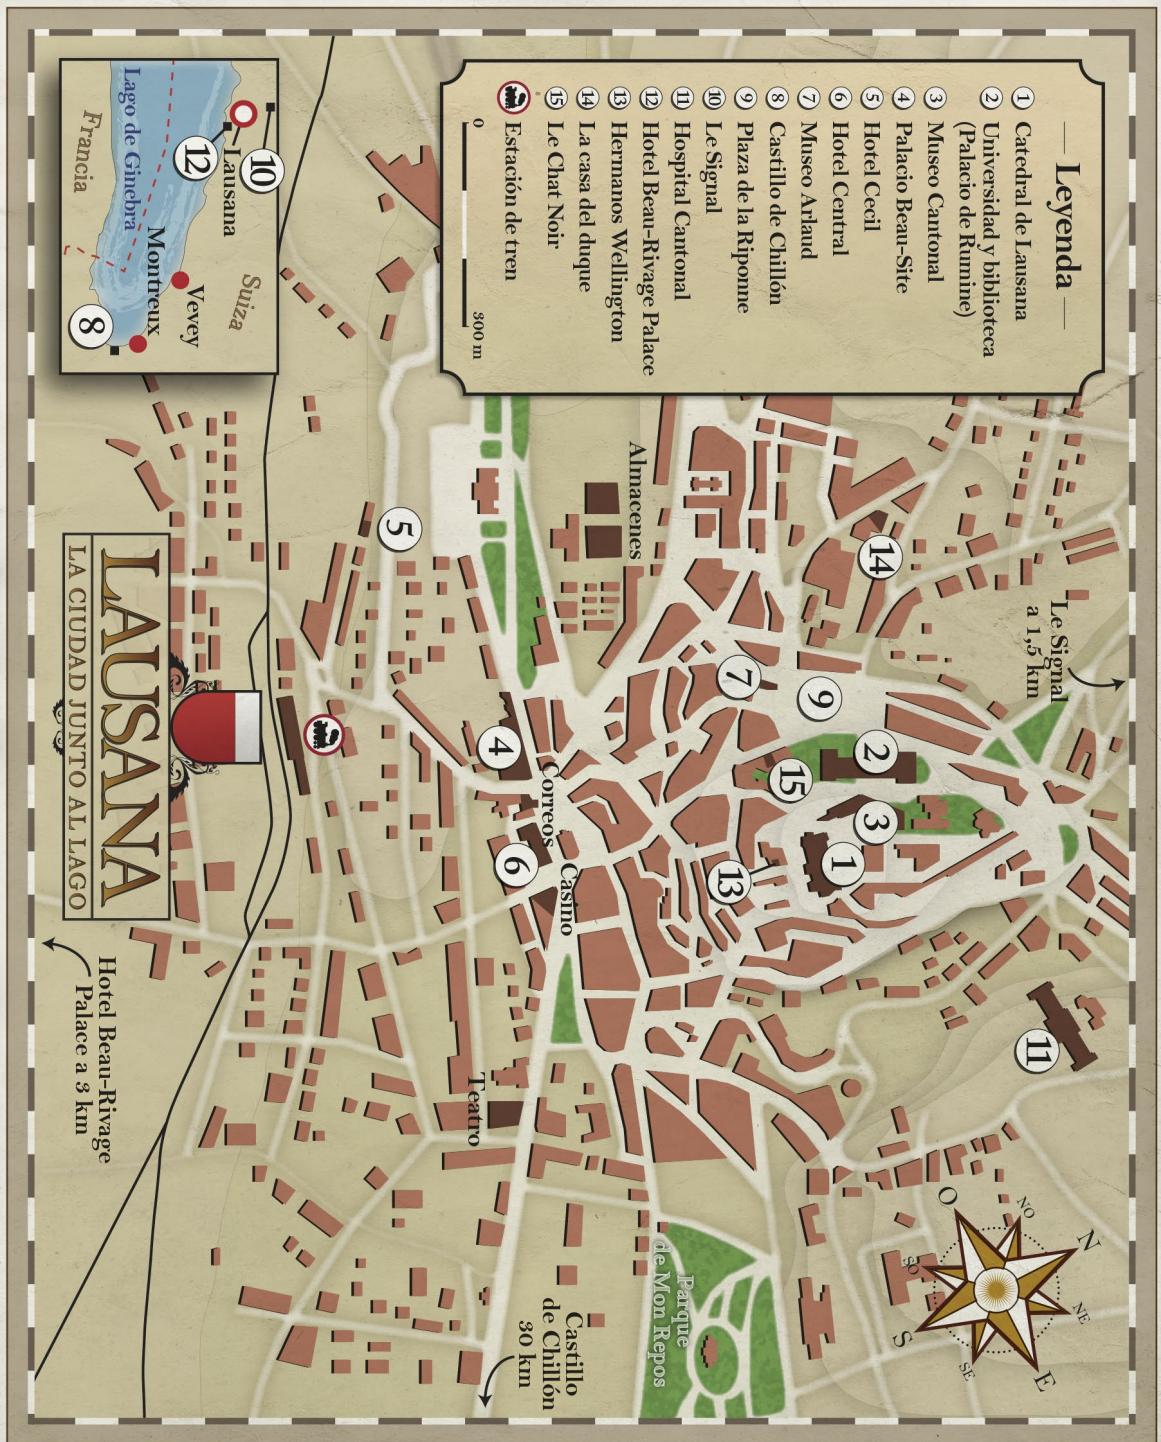 Leyenda
1 Catedral de Lausana
2 Universidad y biblioteca
(Palacio de Rumine)
3 Museo Cantonal
4 Palacio Beau-Site
5 Hotel Cecil
6 Hotel Central
7 Museo Arlaud
8 Castillo de Chillón
9 Plaza de la Riponne
10 Le Signal
11 Hospital Cantonal
12 Hotel Beau-Rivage Palace
13 Hermanos Wellington
14 La casa del duque
15 Le Chat Noir
Estación de tren
0
300 m
Le Signal
a 1,5 km
11
14
9
2
3
1
7
15
13
Almacenes
5
4
Correos
6
Casino
Teatro
Parque
de Mon Repos
Castillo
de Chillón
30 km
Hotel Beau-Rivage
Palace a 3 km
N
NE
E
SE
S
SO
O
NO
10
Lausana
12
Suiza
Vevey
Montreux
Lago de Ginebra
Francia
8
LAUSANA
LA CIUDAD JUNTO AL LAGO